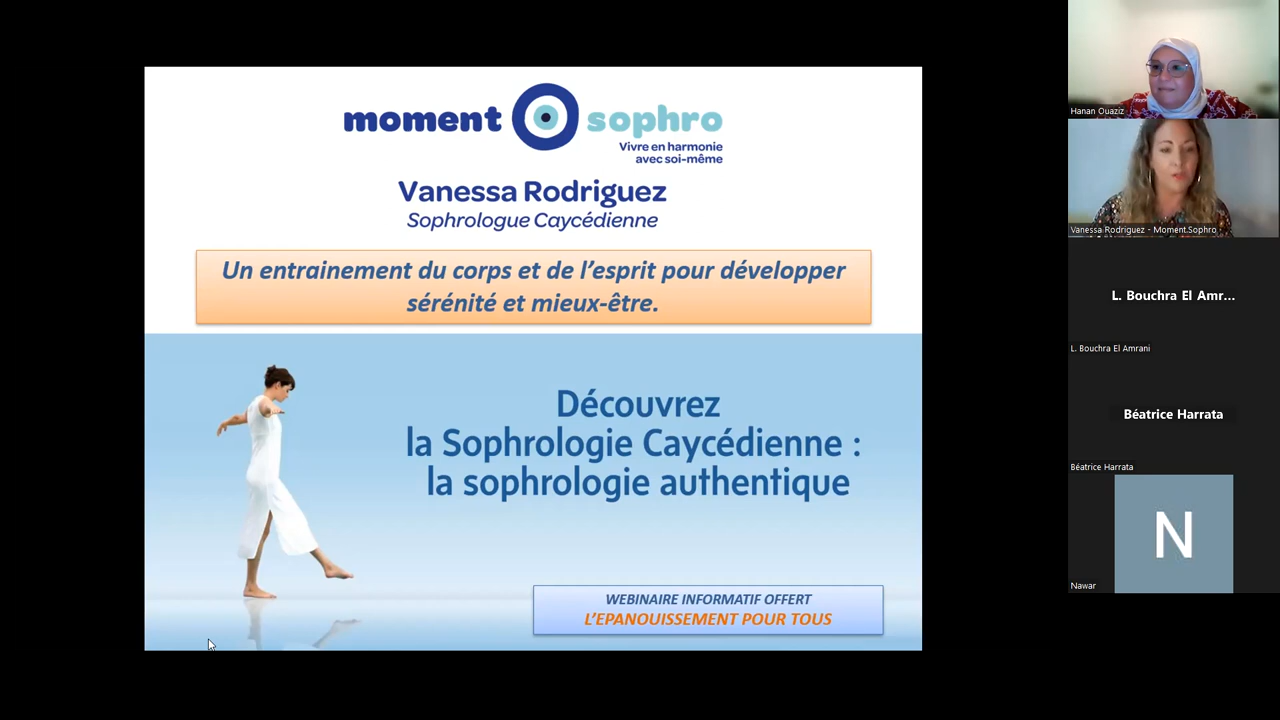 moment sophro
Vivre en harmonie
avec soi-même
Vanessa Rodriguez
Sophrologue Caycédienne
Un entrainement du corps et de l'esprit pour développer
sérénité et mieux-être.
Découvrez
la Sophrologie Caycédienne :
la sophrologie authentique
WEBINAIRE INFORMATIF OFFERT
L'EPANOUISSEMENT POUR TOUS
Hanan Ouaziz
Vanessa Rodriguez - Moment.Sophro
L. Bouchra El Amr...
L. Bouchra El Amrani
Béatrice Harrata
Béatrice Harrata
N
Nawar